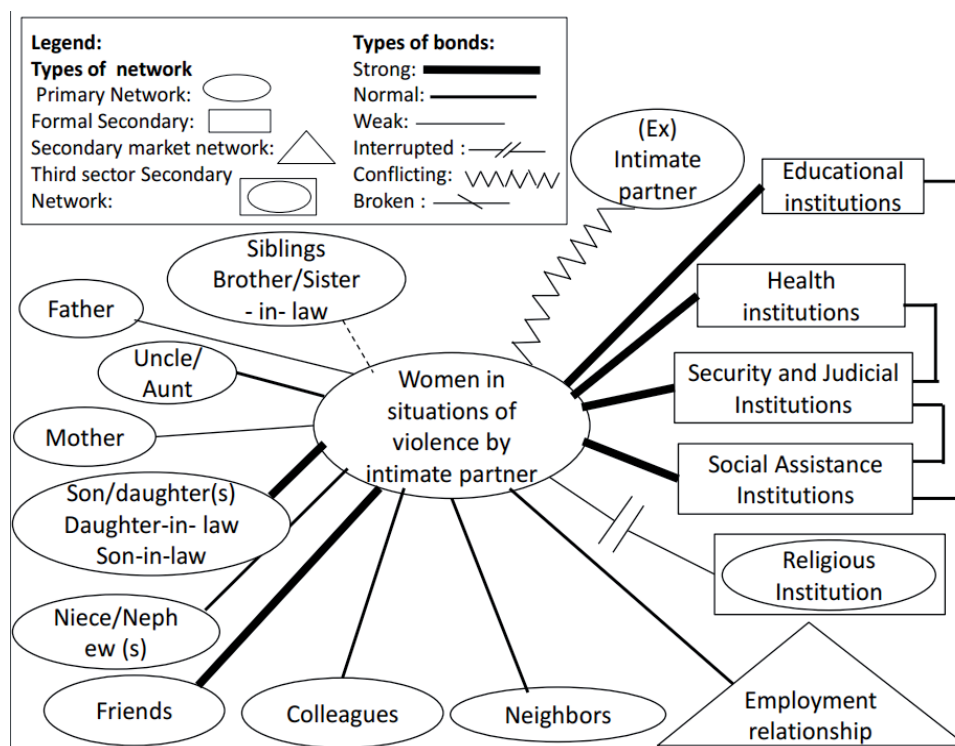 Legend:
Types of network
Primary Network:
Formal Secondary:
Secondary market network:
Third sector Secondary
Network:
Types of bonds:
Strong:
Normal:
Weak:
Interrupted :
Conflicting:
Broken :
(Ex)
Intimate
partner
Educational
institutions
Siblings
Brother/Sister
- in- law
Father
Health
institutions
Uncle/
Aunt
Women in
situations of
violence by
intimate partner
Security and Judicial
Institutions
Mother
Social Assistance
Institutions
Son/daughter(s)
Daughter-in- law
Son-in-law
Religious
Institution
Niece/Neph
ew (s)
Friends
Colleagues
Neighbors
Employment
relationship